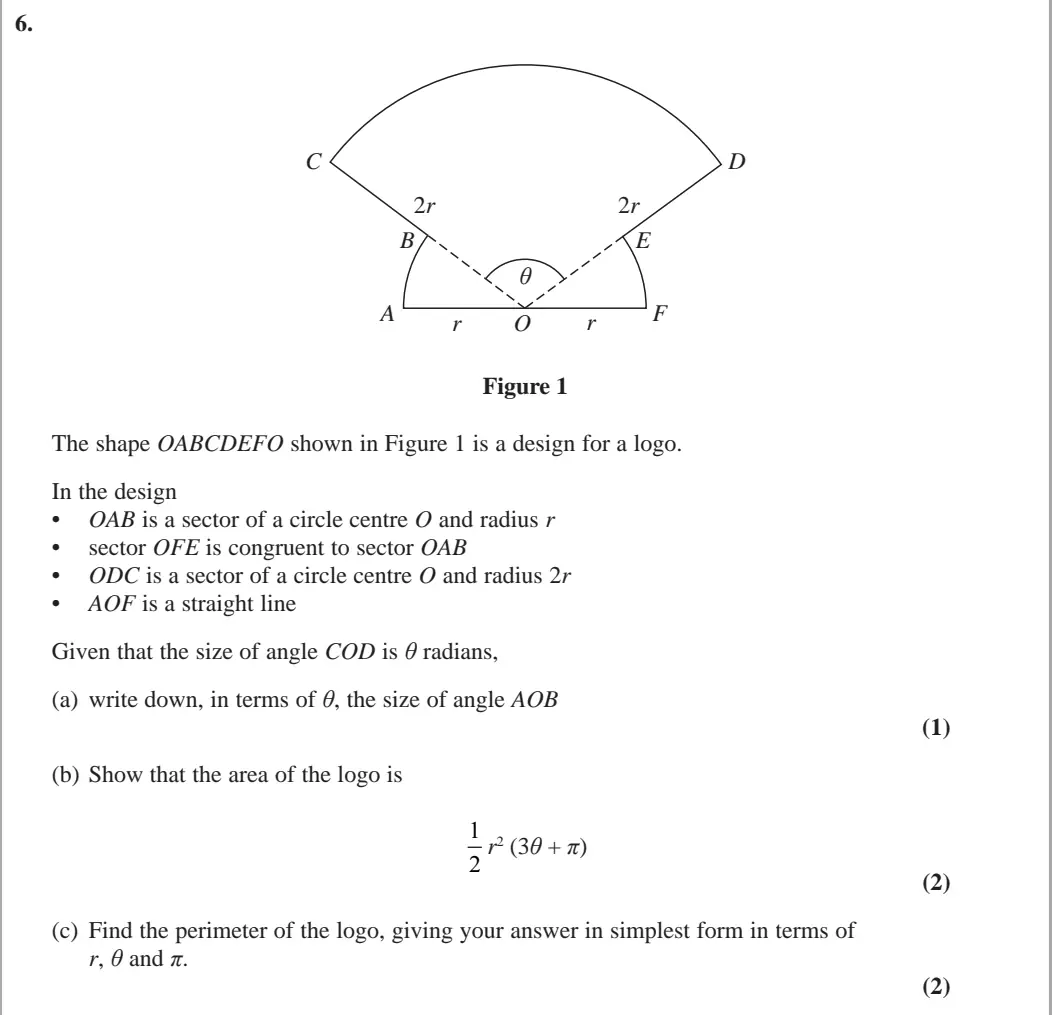 6.
C
D
2r
2r
B
E
θ
A
F
r
O
r
Figure 1
The shape OABCDEFO shown in Figure 1 is a design for a logo.
In the design
• OAB is a sector of a circle centre O and radius r
• sector OFE is congruent to sector OAB
• ODC is a sector of a circle centre O and radius 2r
• AOF is a straight line
Given that the size of angle COD is θ radians,
(a) write down, in terms of θ, the size of angle AOB
(1)
(b) Show that the area of the logo is
1/2 r² (3θ + π)
(2)
(c) Find the perimeter of the logo, giving your answer in simplest form in terms of
r, θ and π.
(2)